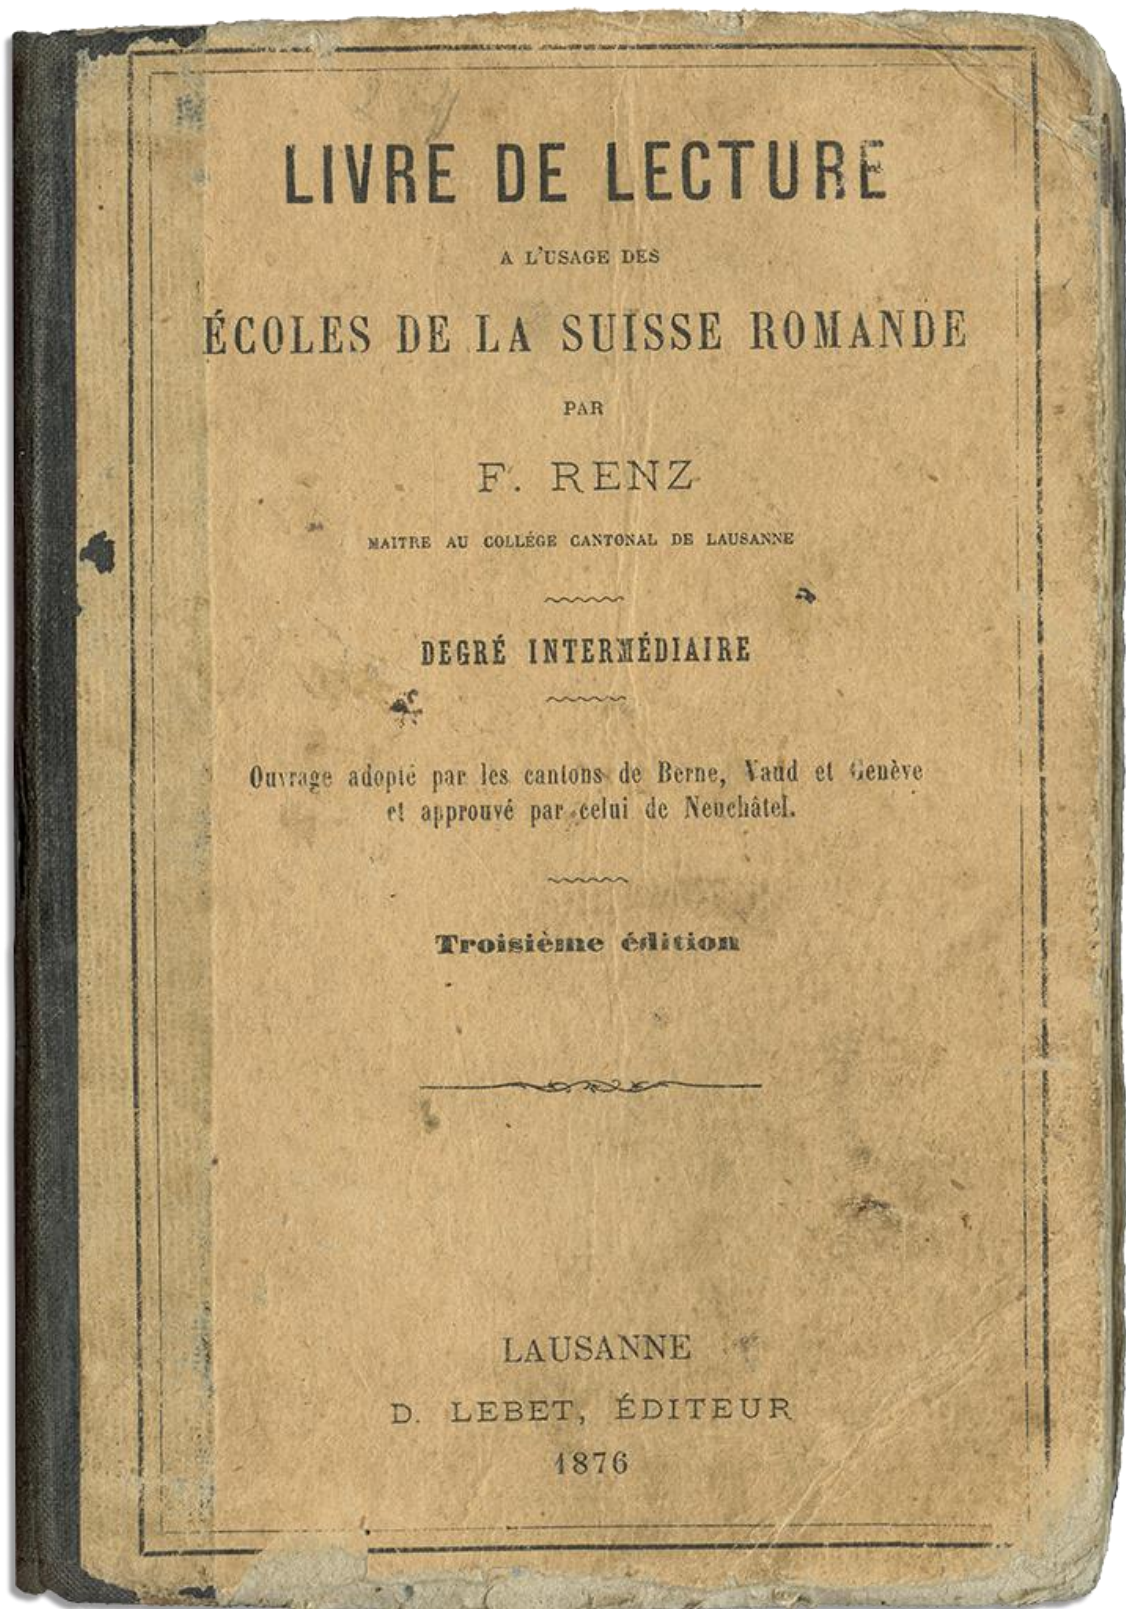 LIVRE DE LECTURE
A L'USAGE DES
ÉCOLES DE LA SUISSE ROMANDE
PAR
F. RENZ
MAITRE AU COLLÉGE CANTONAL DE LAUSANNE
DEGRÉ INTERMÉDIAIRE
Ouvrage adopté par les cantons de Berne, Vaud et Genève
et approuvé par celui de Neuchâtel.
Troisième édition
LAUSANNE
D. LEBET, ÉDITEUR
1876